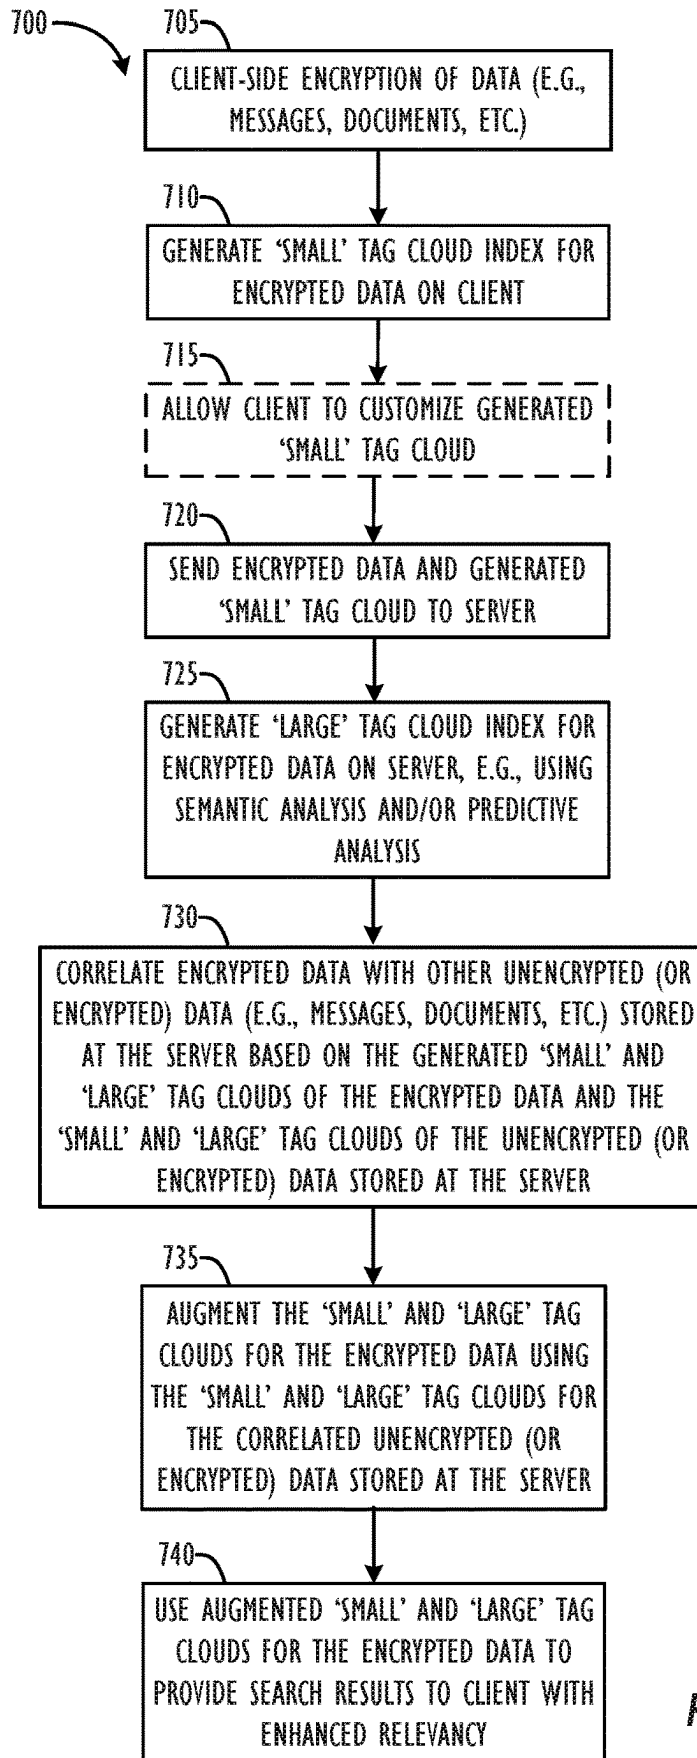 700
705
CLIENT-SIDE ENCRYPTION OF DATA (E.G.,
MESSAGES, DOCUMENTS, ETC.)
710
GENERATE ‘SMALL’ TAG CLOUD INDEX FOR
ENCRYPTED DATA ON CLIENT
715
ALLOW CLIENT TO CUSTOMIZE GENERATED
‘SMALL’ TAG CLOUD
720
SEND ENCRYPTED DATA AND GENERATED
‘SMALL’ TAG CLOUD TO SERVER
725
GENERATE ‘LARGE’ TAG CLOUD INDEX FOR
ENCRYPTED DATA ON SERVER, E.G., USING
SEMANTIC ANALYSIS AND/OR PREDICTIVE
ANALYSIS
730
CORRELATE ENCRYPTED DATA WITH OTHER UNENCRYPTED (OR
ENCRYPTED) DATA (E.G., MESSAGES, DOCUMENTS, ETC.) STORED
AT THE SERVER BASED ON THE GENERATED ‘SMALL’ AND
‘LARGE’ TAG CLOUDS OF THE ENCRYPTED DATA AND THE
‘SMALL’ AND ‘LARGE’ TAG CLOUDS OF THE UNENCRYPTED (OR
ENCRYPTED) DATA STORED AT THE SERVER
735
AUGMENT THE ‘SMALL’ AND ‘LARGE’ TAG
CLOUDS FOR THE ENCRYPTED DATA USING
THE ‘SMALL’ AND ‘LARGE’ TAG CLOUDS FOR
THE CORRELATED UNENCRYPTED (OR
ENCRYPTED) DATA STORED AT THE SERVER
740
USE AUGMENTED ‘SMALL’ AND ‘LARGE’ TAG
CLOUDS FOR THE ENCRYPTED DATA TO
PROVIDE SEARCH RESULTS TO CLIENT WITH
ENHANCED RELEVANCY